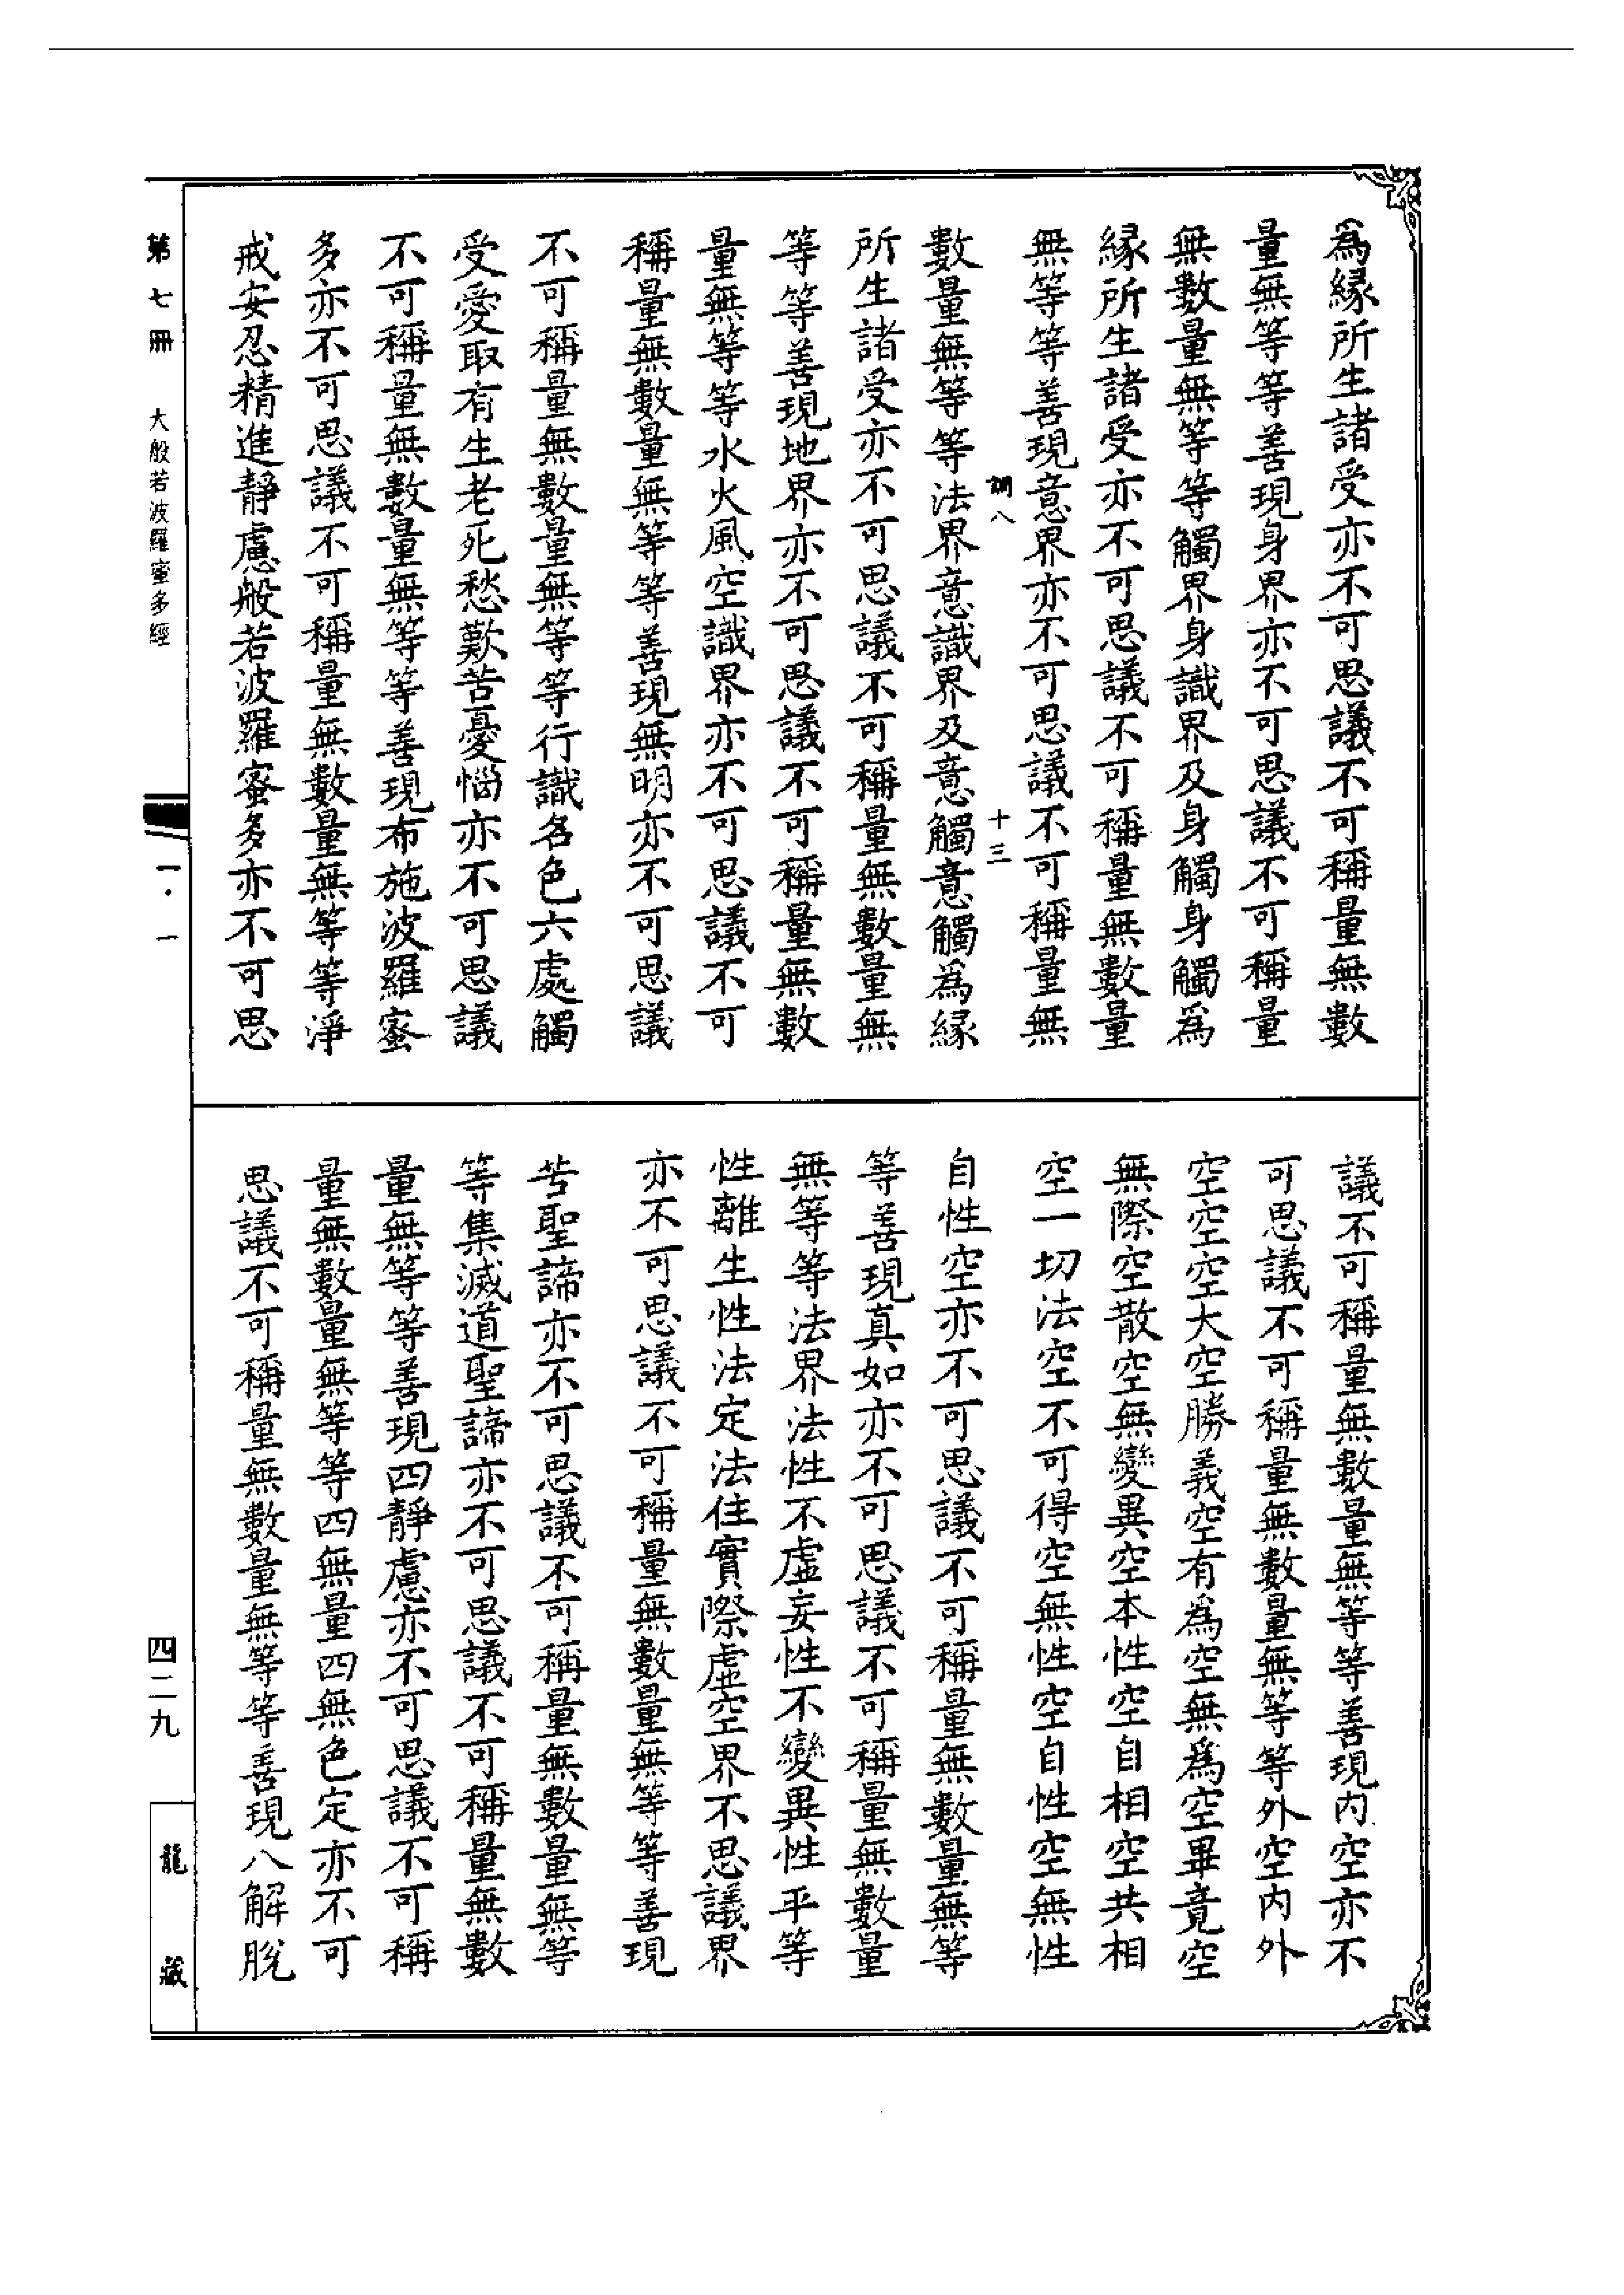 為緣所生諸受亦不可思議不可稱量無數
量無等等善現身界亦不可思議不可稱量
無數量無等等觸界身識界及身觸身觸為
緣所生諸受亦不可思議不可稱量無數量
無等等善現意界亦不可思議不可稱量無
調八 十三
數量無等等法界意識界及意觸意觸為緣
所生諸受亦不可思議不可稱量無數量無
等等善現地界亦不可思議不可稱量無數
量無等等水火風空識界亦不可思議不可
稱量無數量無等等善現無明亦不可思議
不可稱量無數量無等等行識名色六處觸
受愛取有生老死愁歎苦憂惱亦不可思議
不可稱量無數量無等等善現布施波羅蜜
多亦不可思議不可稱量無數量無等等淨
戒安忍精進靜慮般若波羅蜜多亦不可思
議不可稱量無數量無等等善現内空亦不
可思議不可稱量無數量無等等外空内外
空空空大空勝義空有為空無為空畢竟空
無際空散空無變異空本性空自相空共相
空一切法空不可得空無性空自性空無性
自性空亦不可思議不可稱量無數量無等
等善現真如亦不可思議不可稱量無數量
無等等法界法性不虛妄性不變異性平等
性離生性法定法住實際虛空界不思議界
亦不可思議不可稱量無數量無等等善現
苦聖諦亦不可思議不可稱量無數量無等
等集滅道聖諦亦不可思議不可稱量無數
量無等等善現四靜慮亦不可思議不可稱
量無數量無等等四無量四無色定亦不可
思議不可稱量無數量無等等善現八解脫
第七冊 大般若波羅蜜多經
一·一
四二九
龍藏